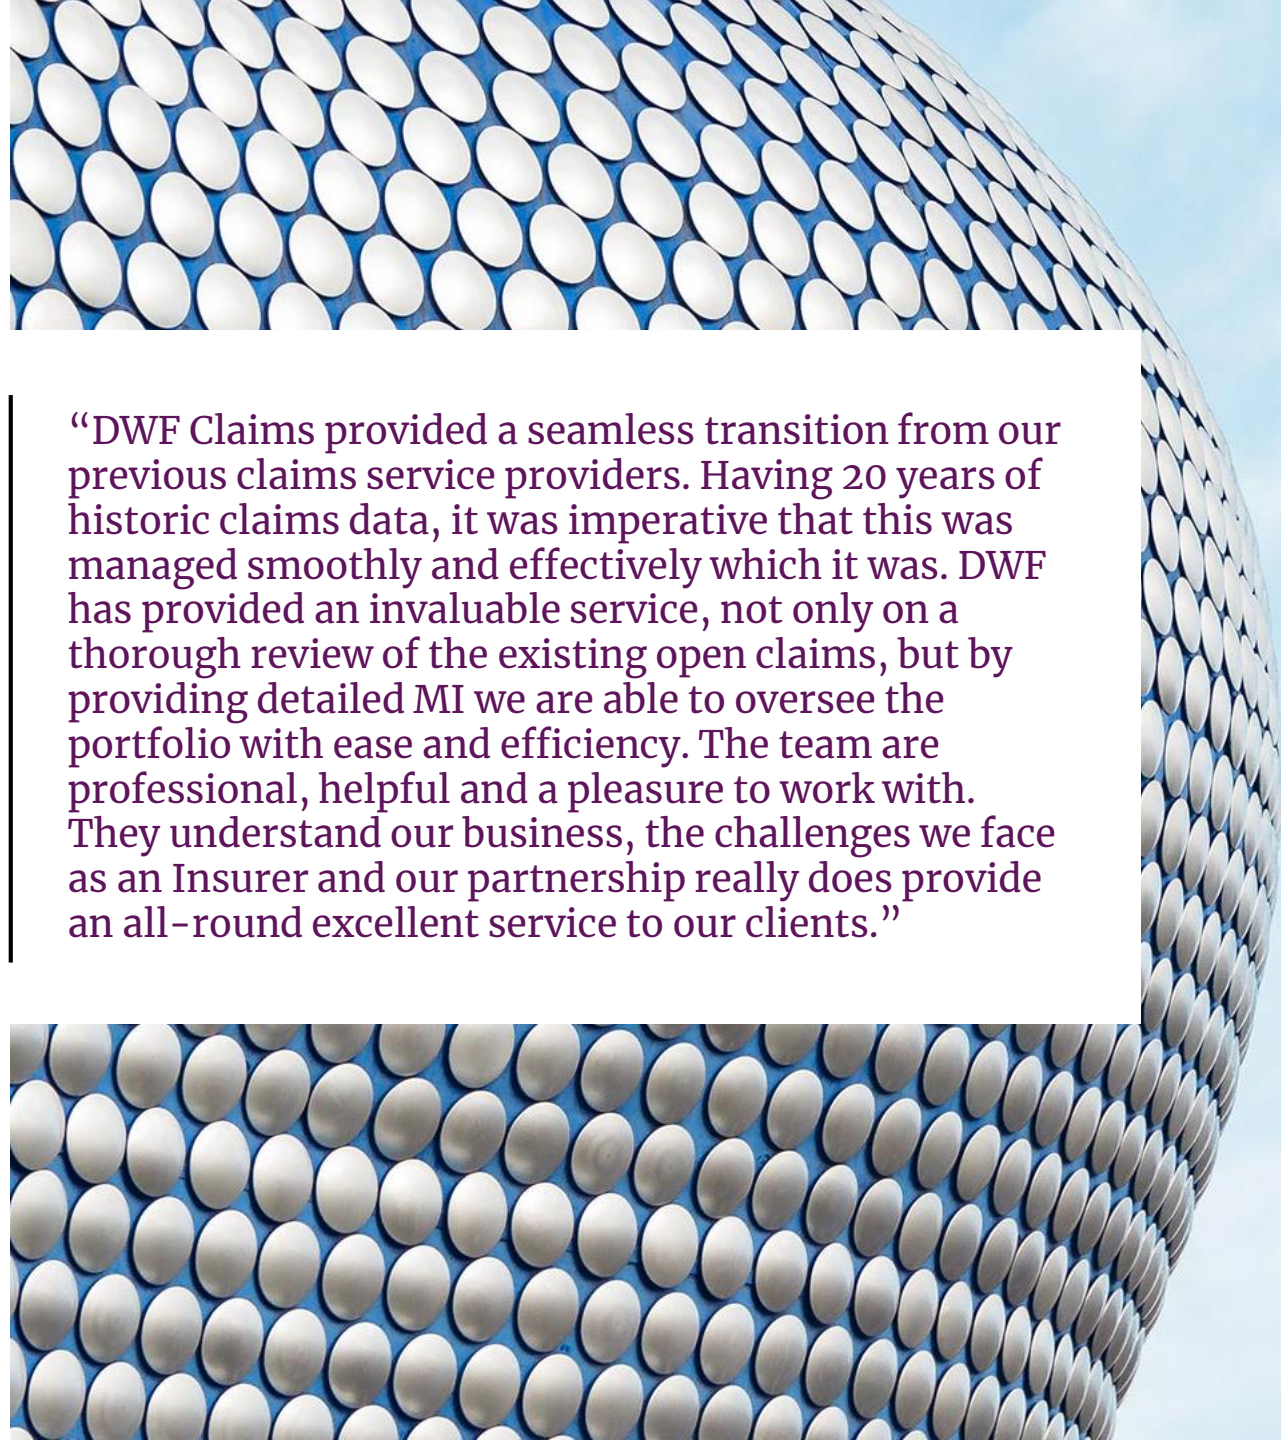 “DWF Claims provided a seamless transition from our
previous claims service providers. Having 20 years of
historic claims data, it was imperative that this was
managed smoothly and effectively which it was. DWF
has provided an invaluable service, not only on a
thorough review of the existing open claims, but by
providing detailed MI we are able to oversee the
portfolio with ease and efficiency. The team are
professional, helpful and a pleasure to work with.
They understand our business, the challenges we face
as an Insurer and our partnership really does provide
an all-round excellent service to our clients.”